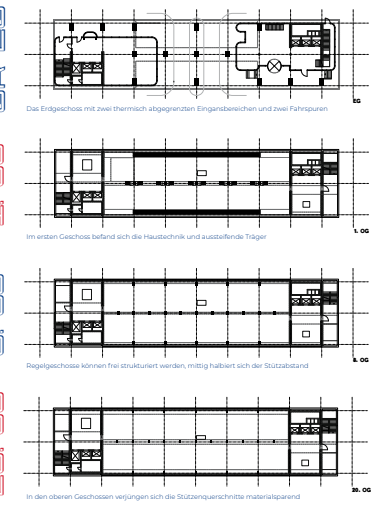 EG
Das Erdgeschoss mit zwei thermisch abgegrenzten Eingansbereichen und zwei Fahrspuren
1. OG
Im ersten Geschoss befand sich die Haustechnik und aussteifende Träger
8. OG
Regelgeschosse können frei strukturiert werden, mittig halbiert sich der Stützabstand
20. OG
In den oberen Geschossen verjüngen sich die Stützenquerschnitte materialsparend